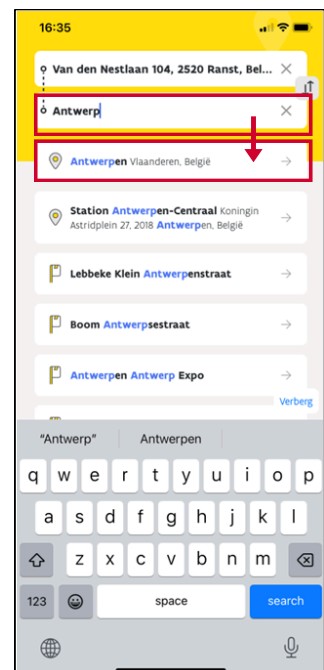 16:35
Van den Nestlaan 104, 2520 Ranst, Bel...
Antwerp
Antwerpen Vlaanderen, België
Station Antwerpen-Centraal Koningin
Astridplein 27, 2018 Antwerpen, België
Lebbeke Klein Antwerpenstraat
Boom Antwerpsestraat
Antwerpen Antwerp Expo
Verberg
“Antwerp” Antwerpen
q w e r t y u i o p
a s d f g h j k l
z x c v b n m
123 space search